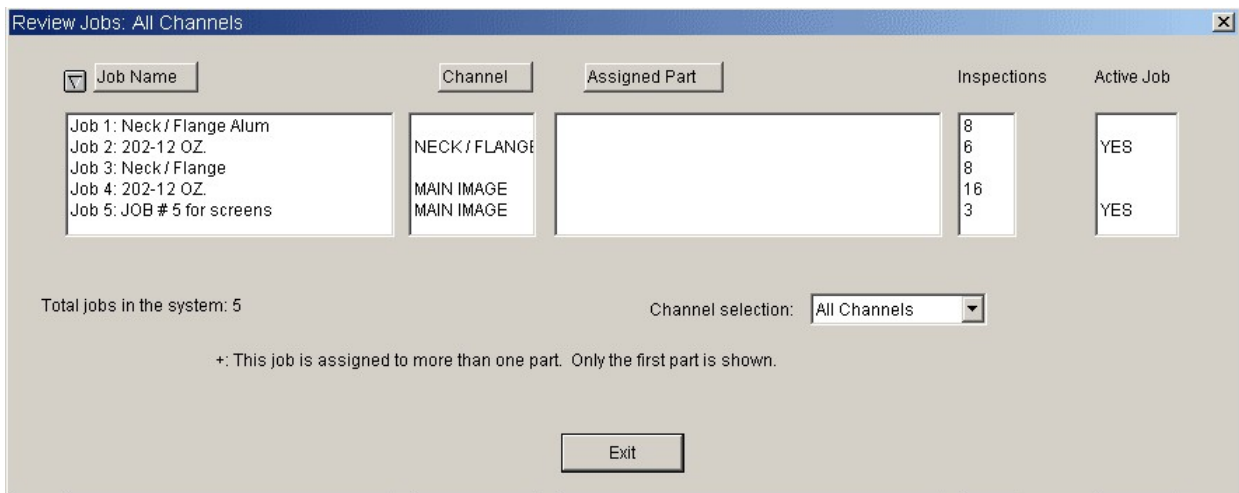 Review Jobs: All Channels
Job Name Channel Assigned Part Inspections Active Job
Job 1: Neck / Flange Alum 8
Job 2: 202-12 OZ. NECK / FLANGE 6 YES
Job 3: Neck / Flange 8
Job 4: 202-12 OZ. MAIN IMAGE 16
Job 5: JOB # 5 for screens MAIN IMAGE 3 YES
Total jobs in the system: 5 Channel selection: All Channels
+: This job is assigned to more than one part. Only the first part is shown.
Exit